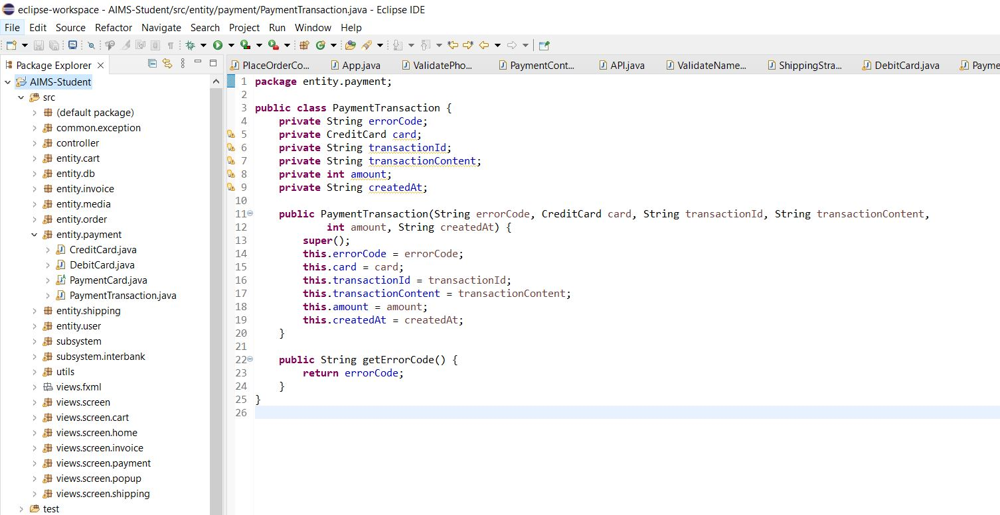 eclipse-workspace - AIMS-Student/src/entity/payment/PaymentTransaction.java - Eclipse IDE
File Edit Source Refactor Navigate Search Project Run Window Help
Package Explorer
PlaceOrderCo... App.java ValidatePho... PaymentCont... API.java ValidateName... ShippingStra... DebitCard.java Payme
AIMS-Student
src
(default package)
common.exception
controller
entity.cart
entity.db
entity.invoice
entity.media
entity.order
entity.payment
CreditCard.java
DebitCard.java
PaymentCard.java
PaymentTransaction.java
entity.shipping
entity.user
subsystem
subsystem.interbank
utils
views.fxml
views.screen
views.screen.cart
views.screen.home
views.screen.invoice
views.screen.payment
views.screen.popup
views.screen.shipping
test
1 package entity.payment;
2
3 public class PaymentTransaction {
4 private String errorCode;
5 private CreditCard card;
6 private String transactionId;
7 private String transactionContent;
8 private int amount;
9 private String createdAt;
10
11 public PaymentTransaction(String errorCode, CreditCard card, String transactionId, String transactionContent,
12 int amount, String createdAt) {
13 super();
14 this.errorCode = errorCode;
15 this.card = card;
16 this.transactionId = transactionId;
17 this.transactionContent = transactionContent;
18 this.amount = amount;
19 this.createdAt = createdAt;
20 }
21
22 public String getErrorCode() {
23 return errorCode;
24 }
25 }
26